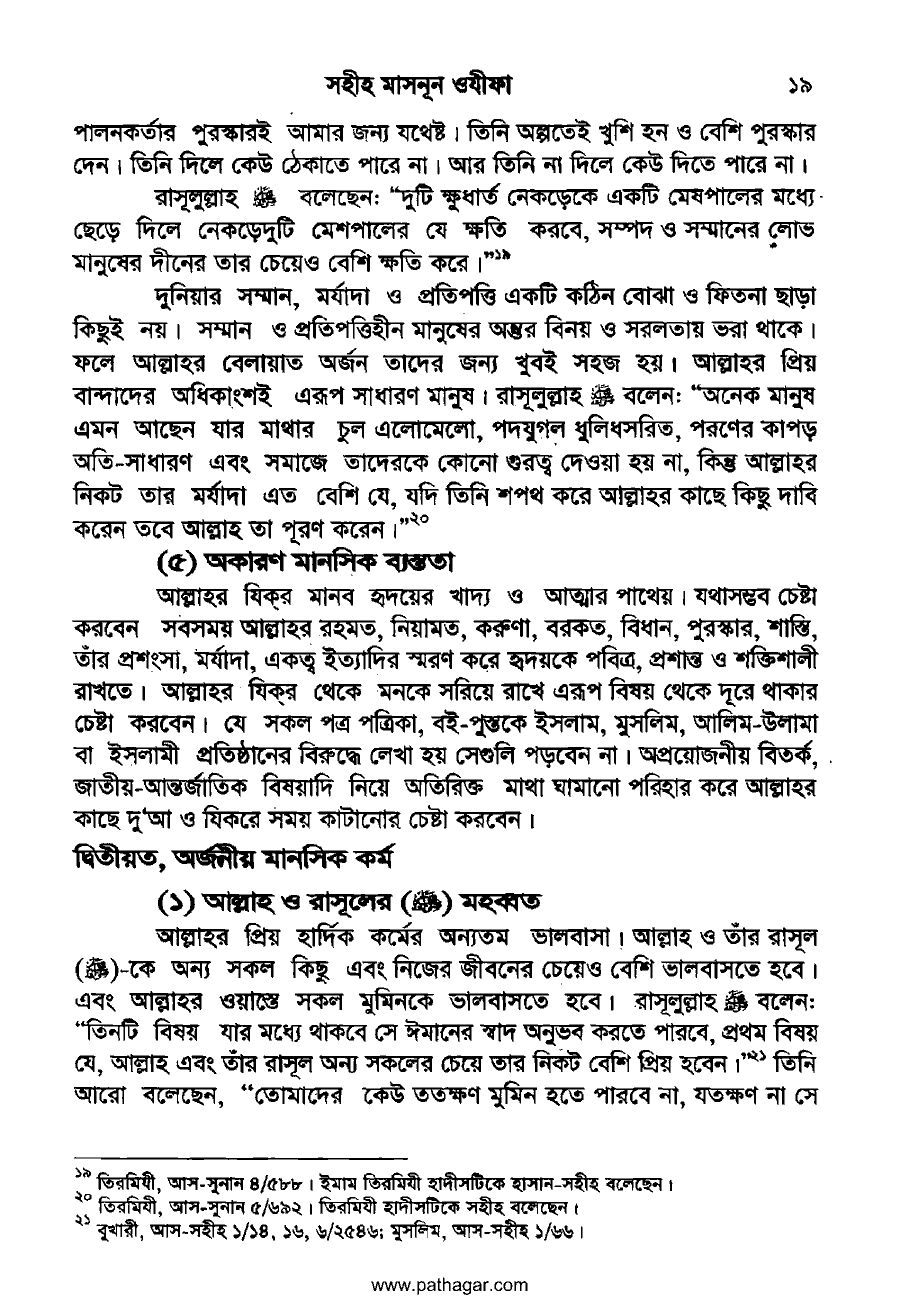 সহীহ মাসনূন ওযীফা ১৯
পালনকর্তার পুরস্কারই আমার জন্য যথেষ্ট। তিনি অল্পতেই খুশি হন ও বেশি পুরস্কার
দেন। তিনি দিলে কেউ ঠেকাতে পারে না। আর তিনি না দিলে কেউ দিতে পারে না।
রাসূলুল্লাহ ﷺ বলেছেন: “দুটি ক্ষুধার্ত নেকড়েকে একটি মেষপালের মধ্যে
ছেড়ে দিলে নেকড়েদুটি মেশপালের যে ক্ষতি করবে, সম্পদ ও সম্মানের লোভ
মানুষের দীনের তার চেয়েও বেশি ক্ষতি করে।”১৯
দুনিয়ার সম্মান, মর্যাদা ও প্রতিপত্তি একটি কঠিন বোঝা ও ফিতনা ছাড়া
কিছুই নয়। সম্মান ও প্রতিপত্তিহীন মানুষের অন্তর বিনয় ও সরলতায় ভরা থাকে।
ফলে আল্লাহর বেলায়াত অর্জন তাদের জন্য খুবই সহজ হয়। আল্লাহর প্রিয়
বান্দাদের অধিকাংশই এরূপ সাধারণ মানুষ। রাসূলুল্লাহ ﷺ বলেন: “অনেক মানুষ
এমন আছেন যার মাথার চুল এলোমেলো, পদযুগল ধুলিধসরিত, পরণের কাপড়
অতি-সাধারণ এবং সমাজে তাদেরকে কোনো গুরত্ব দেওয়া হয় না, কিন্তু আল্লাহর
নিকট তার মর্যাদা এত বেশি যে, যদি তিনি শপথ করে আল্লাহর কাছে কিছু দাবি
করেন তবে আল্লাহ তা পূরণ করেন।”২০
(৫) অকারণ মানসিক ব্যস্ততা
আল্লাহর যিক্‌র মানব হৃদয়ের খাদ্য ও আত্মার পাথেয়। যথাসম্ভব চেষ্টা
করবেন সবসময় আল্লাহর রহমত, নিয়ামত, করুণা, বরকত, বিধান, পুরস্কার, শাস্তি,
তাঁর প্রশংসা, মর্যাদা, একত্ব ইত্যাদির স্মরণ করে হৃদয়কে পবিত্র, প্রশান্ত ও শক্তিশালী
রাখতে। আল্লাহর যিক্‌র থেকে মনকে সরিয়ে রাখে এরূপ বিষয় থেকে দূরে থাকার
চেষ্টা করবেন। যে সকল পত্র পত্রিকা, বই-পুস্তকে ইসলাম, মুসলিম, আলিম-উলামা
বা ইসলামী প্রতিষ্ঠানের বিরুদ্ধে লেখা হয় সেগুলি পড়বেন না। অপ্রয়োজনীয় বিতর্ক,
জাতীয়-আন্তর্জাতিক বিষয়াদি নিয়ে অতিরিক্ত মাথা ঘামানো পরিহার করে আল্লাহর
কাছে দু‘আ ও যিকরে সময় কাটানোর চেষ্টা করবেন।
দ্বিতীয়ত, অর্জনীয় মানসিক কর্ম
(১) আল্লাহ ও রাসূলের (ﷺ) মহব্বত
আল্লাহর প্রিয় হার্দিক কর্মের অন্যতম ভালবাসা। আল্লাহ ও তাঁর রাসূল
(ﷺ)-কে অন্য সকল কিছু এবং নিজের জীবনের চেয়েও বেশি ভালবাসতে হবে।
এবং আল্লাহর ওয়াস্তে সকল মুমিনকে ভালবাসতে হবে। রাসূলুল্লাহ ﷺ বলেন:
“তিনটি বিষয় যার মধ্যে থাকবে সে ঈমানের স্বাদ অনুভব করতে পারবে, প্রথম বিষয়
যে, আল্লাহ এবং তাঁর রাসূল অন্য সকলের চেয়ে তার নিকট বেশি প্রিয় হবেন।”২১ তিনি
আরো বলেছেন, “তোমাদের কেউ ততক্ষণ মুমিন হতে পারবে না, যতক্ষণ না সে
১৯ তিরমিযী, আস-সুনান ৪/৫৮৮। ইমাম তিরমিযী হাদীসটিকে হাসান-সহীহ বলেছেন।
২০ তিরমিযী, আস-সুনান ৫/৬৯২। তিরমিযী হাদীসটিকে সহীহ বলেছেন।
২১ বুখারী, আস-সহীহ ১/১৪, ১৬, ৬/২৫৪৬; মুসলিম, আস-সহীহ ১/৬৬।
www.pathagar.com